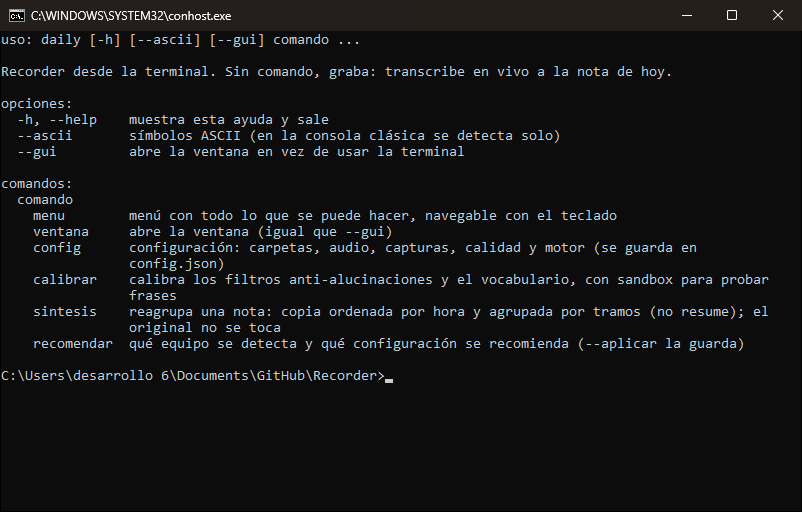 C:\WINDOWS\SYSTEM32\conhost.exe
uso: daily [-h] [--ascii] [--gui] comando ...
Recorder desde la terminal. Sin comando, graba: transcribe en vivo a la nota de hoy.
opciones:
-h, --help    muestra esta ayuda y sale
--ascii       símbolos ASCII (en la consola clásica se detecta solo)
--gui         abre la ventana en vez de usar la terminal
comandos:
comando
menu        menú con todo lo que se puede hacer, navegable con el teclado
ventana     abre la ventana (igual que --gui)
config      configuración: carpetas, audio, capturas, calidad y motor (se guarda en
config.json)
calibrar    calibra los filtros anti-alucinaciones y el vocabulario, con sandbox para probar
frases
sintesis    reagrupa una nota: copia ordenada por hora y agrupada por tramos (no resume); el
original no se toca
recomendar  qué equipo se detecta y qué configuración se recomienda (--aplicar la guarda)
C:\Users\desarrollo 6\Documents\GitHub\Recorder>